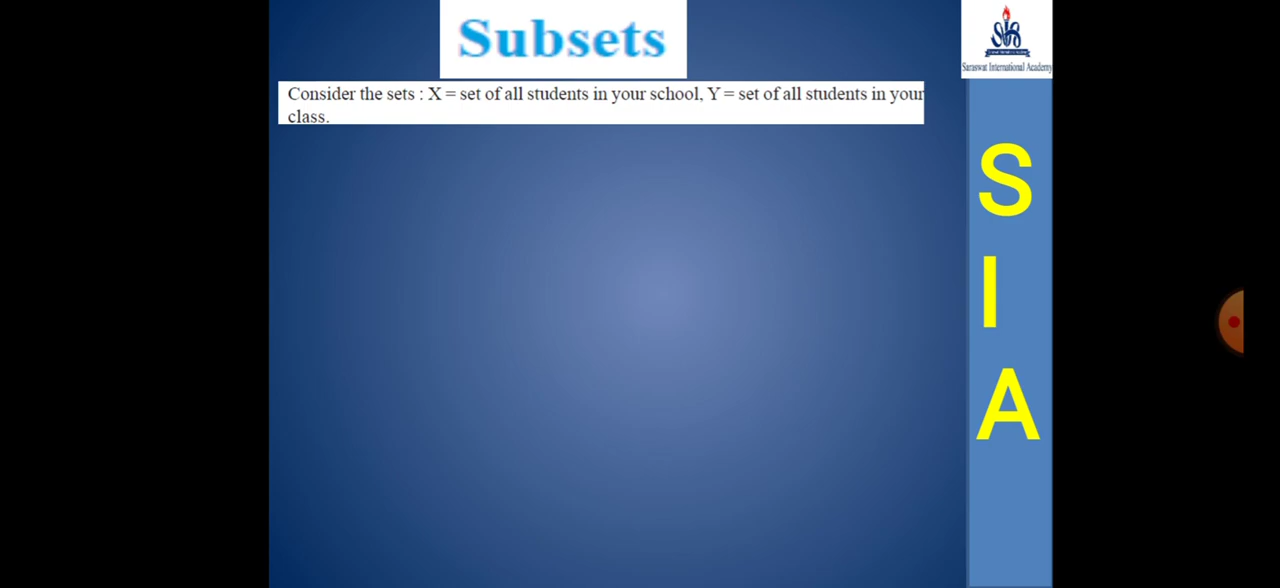 Subsets
Saraswat International Academy
Consider the sets : X = set of all students in your school, Y = set of all students in your
class.
S
I
A